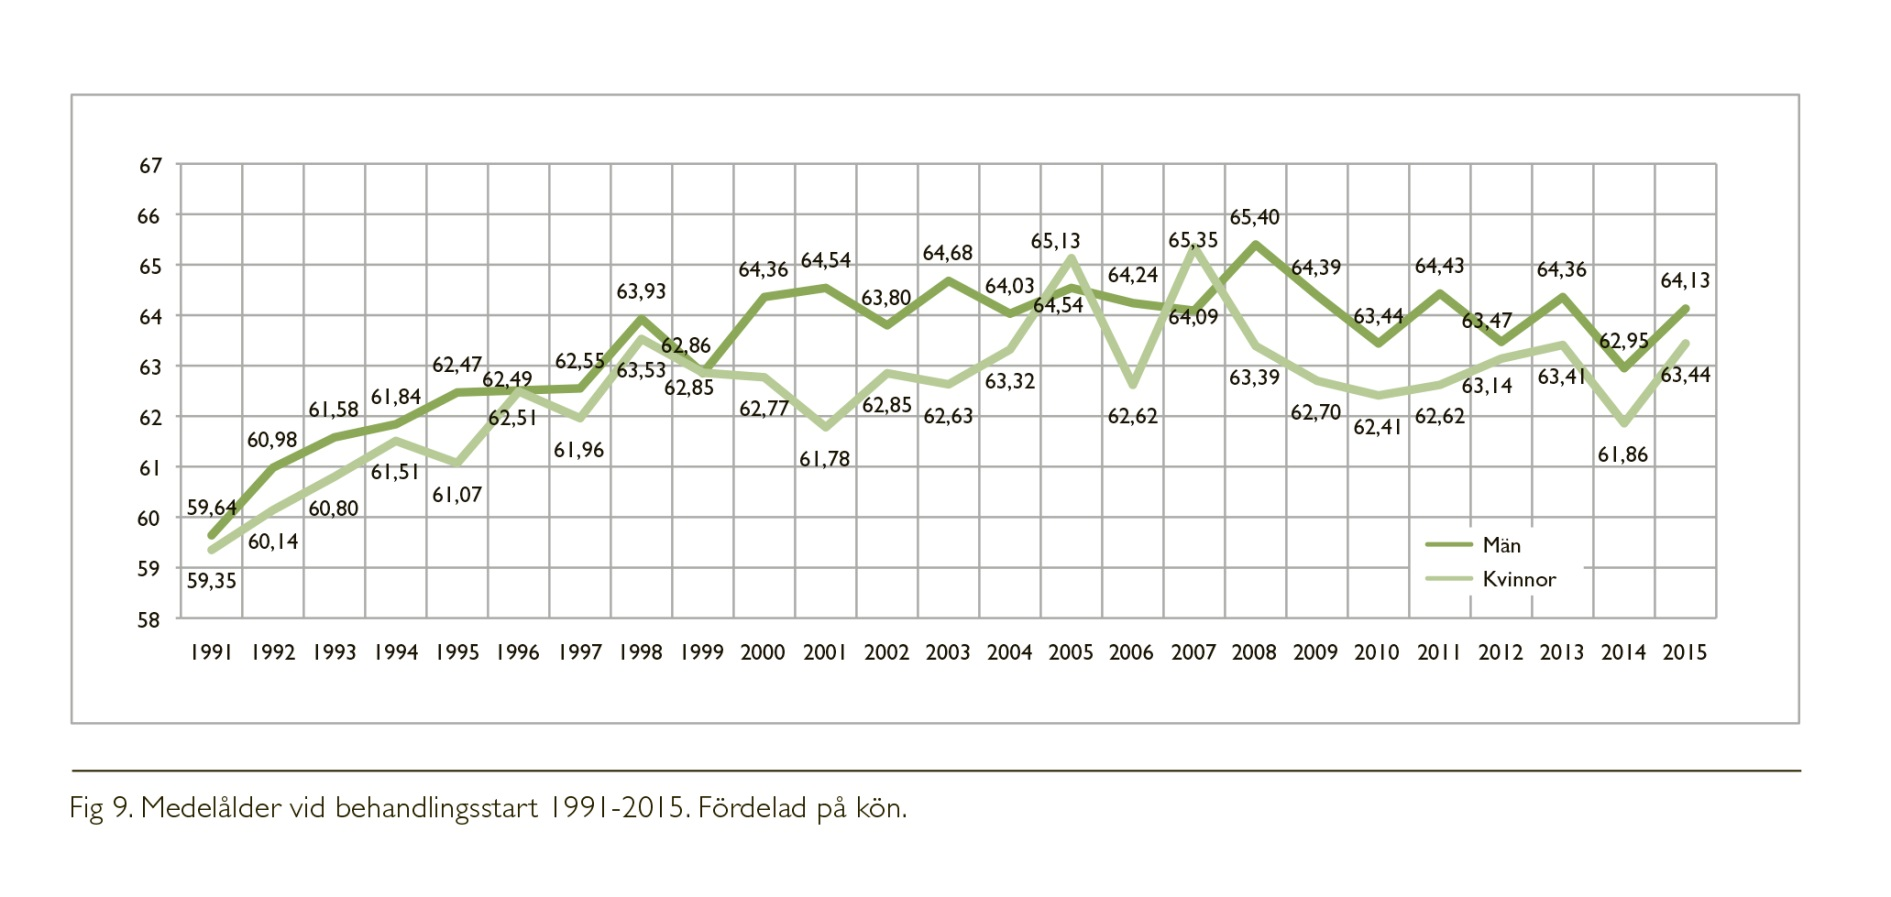 67
66
65
64
63
62
61
60
59
58
59,64 60,98 61,58 61,84 62,47 62,49 62,55 63,93 62,86 64,36 64,54 63,80 64,68 64,03 64,54 64,24 64,09 65,40 64,39 63,44 64,43 63,47 64,36 62,95 64,13
59,35 60,14 60,80 61,51 61,07 62,51 61,96 63,53 62,85 62,77 61,78 62,85 62,63 63,32 65,13 62,62 65,35 63,39 62,70 62,41 62,62 63,14 63,41 61,86 63,44
Män
Kvinnor
1991 1992 1993 1994 1995 1996 1997 1998 1999 2000 2001 2002 2003 2004 2005 2006 2007 2008 2009 2010 2011 2012 2013 2014 2015
Fig 9. Medelålder vid behandlingsstart 1991-2015. Fördelad på kön.